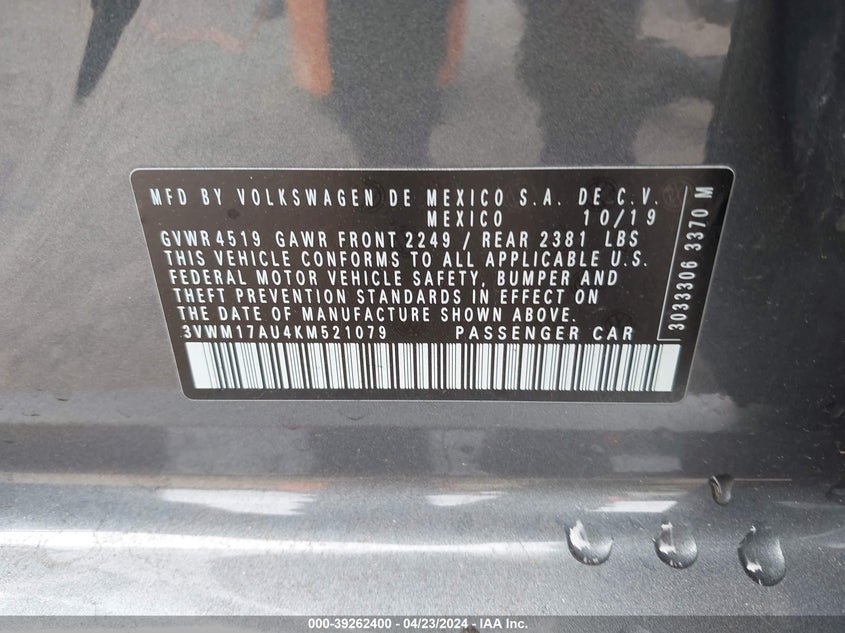 MFD BY VOLKSWAGEN DE MEXICO S.A. DE C.V.
MEXICO 10/19
GVWR 4519 GAWR FRONT 2249 / REAR 2381 LBS
THIS VEHICLE CONFORMS TO ALL APPLICABLE U.S.
FEDERAL MOTOR VEHICLE SAFETY, BUMPER AND
THEFT PREVENTION STANDARDS IN EFFECT ON
THE DATE OF MANUFACTURE SHOWN ABOVE.
3VWM17AU4KM521079 PASSENGER CAR
3033306 3370 M
000-39262400 - 04/23/2024 - IAA Inc.